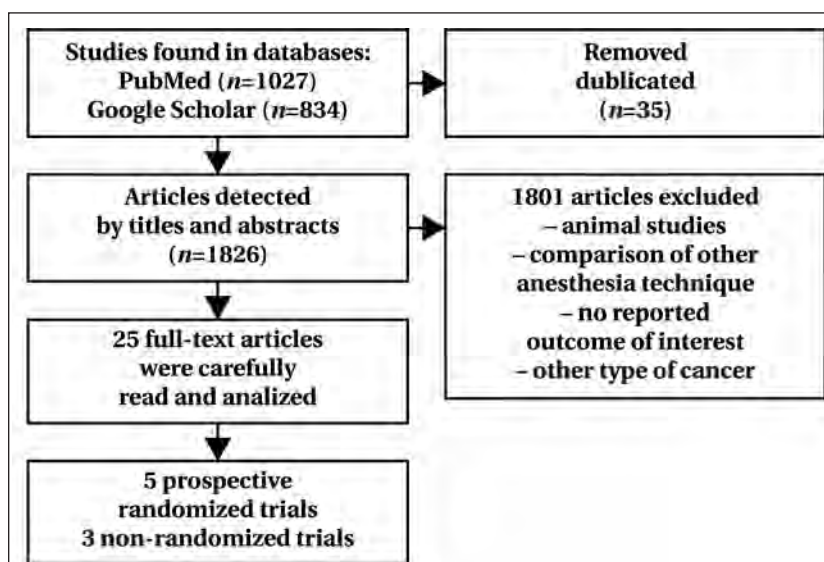 Studies found in databases:
PubMed (n=1027)
Google Scholar (n=834)
Removed
dublicated
(n=35)
Articles detected
by titles and abstracts
(n=1826)
1801 articles excluded
– animal studies
– comparison of other
anesthesia technique
– no reported
outcome of interest
– other type of cancer
25 full-text articles
were carefully
read and analized
5 prospective
randomized trials
3 non-randomized trials